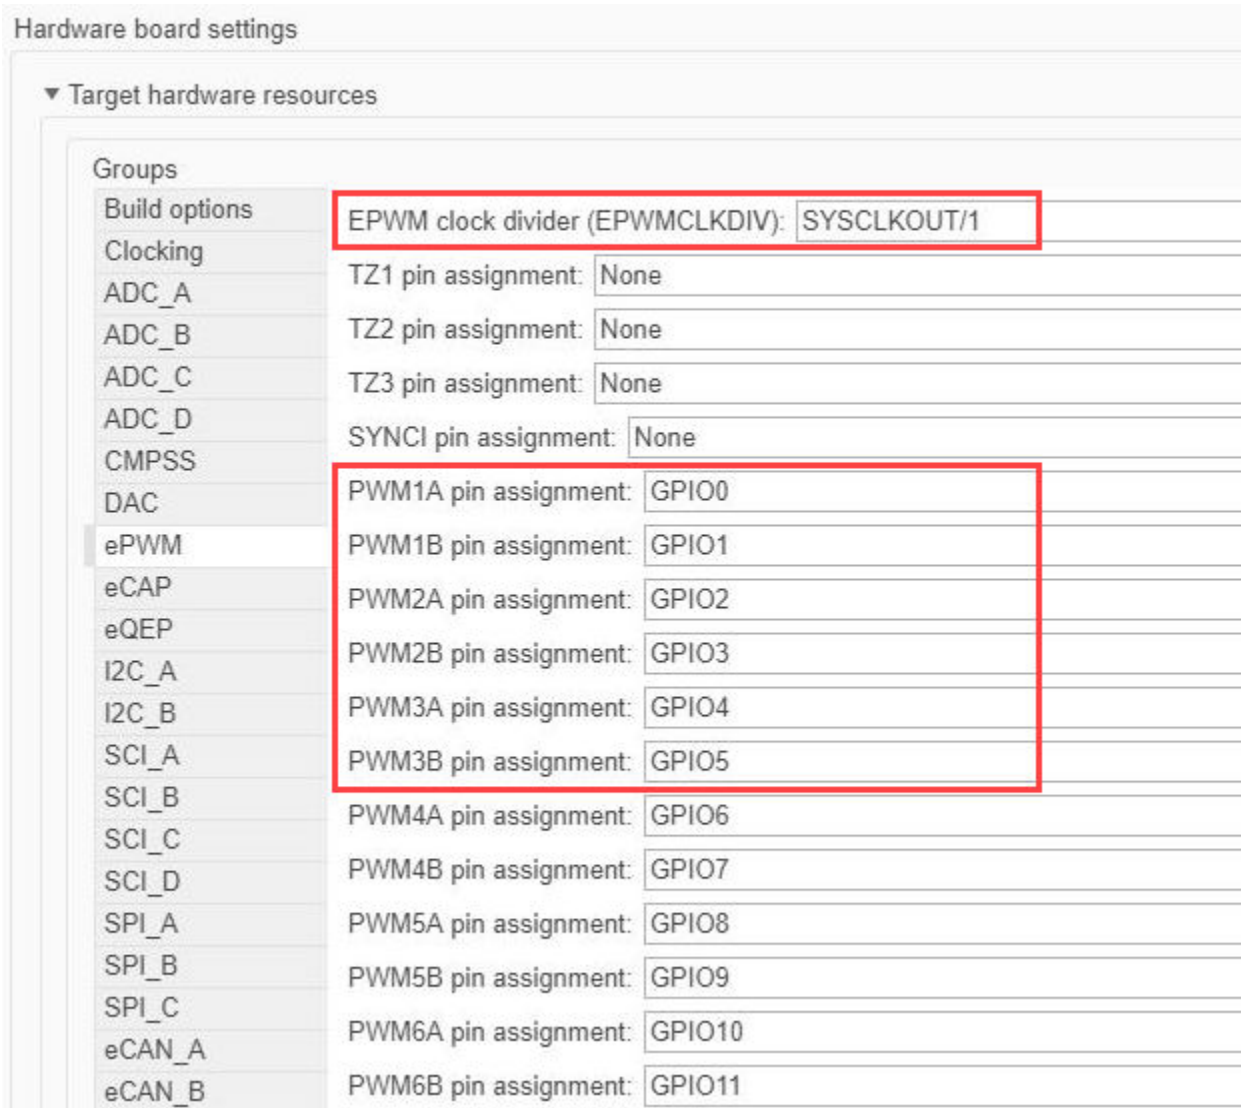 Hardware board settings
Target hardware resources
Groups
Build options
Clocking
ADC_A
ADC_B
ADC_C
ADC_D
CMPSS
DAC
ePWM
eCAP
eQEP
I2C_A
I2C_B
SCI_A
SCI_B
SCI_C
SCI_D
SPI_A
SPI_B
SPI_C
eCAN_A
eCAN_B
EPWM clock divider (EPWMCLKDIV): SYSCLKOUT/1
TZ1 pin assignment: None
TZ2 pin assignment: None
TZ3 pin assignment: None
SYNCI pin assignment: None
PWM1A pin assignment: GPIO0
PWM1B pin assignment: GPIO1
PWM2A pin assignment: GPIO2
PWM2B pin assignment: GPIO3
PWM3A pin assignment: GPIO4
PWM3B pin assignment: GPIO5
PWM4A pin assignment: GPIO6
PWM4B pin assignment: GPIO7
PWM5A pin assignment: GPIO8
PWM5B pin assignment: GPIO9
PWM6A pin assignment: GPIO10
PWM6B pin assignment: GPIO11